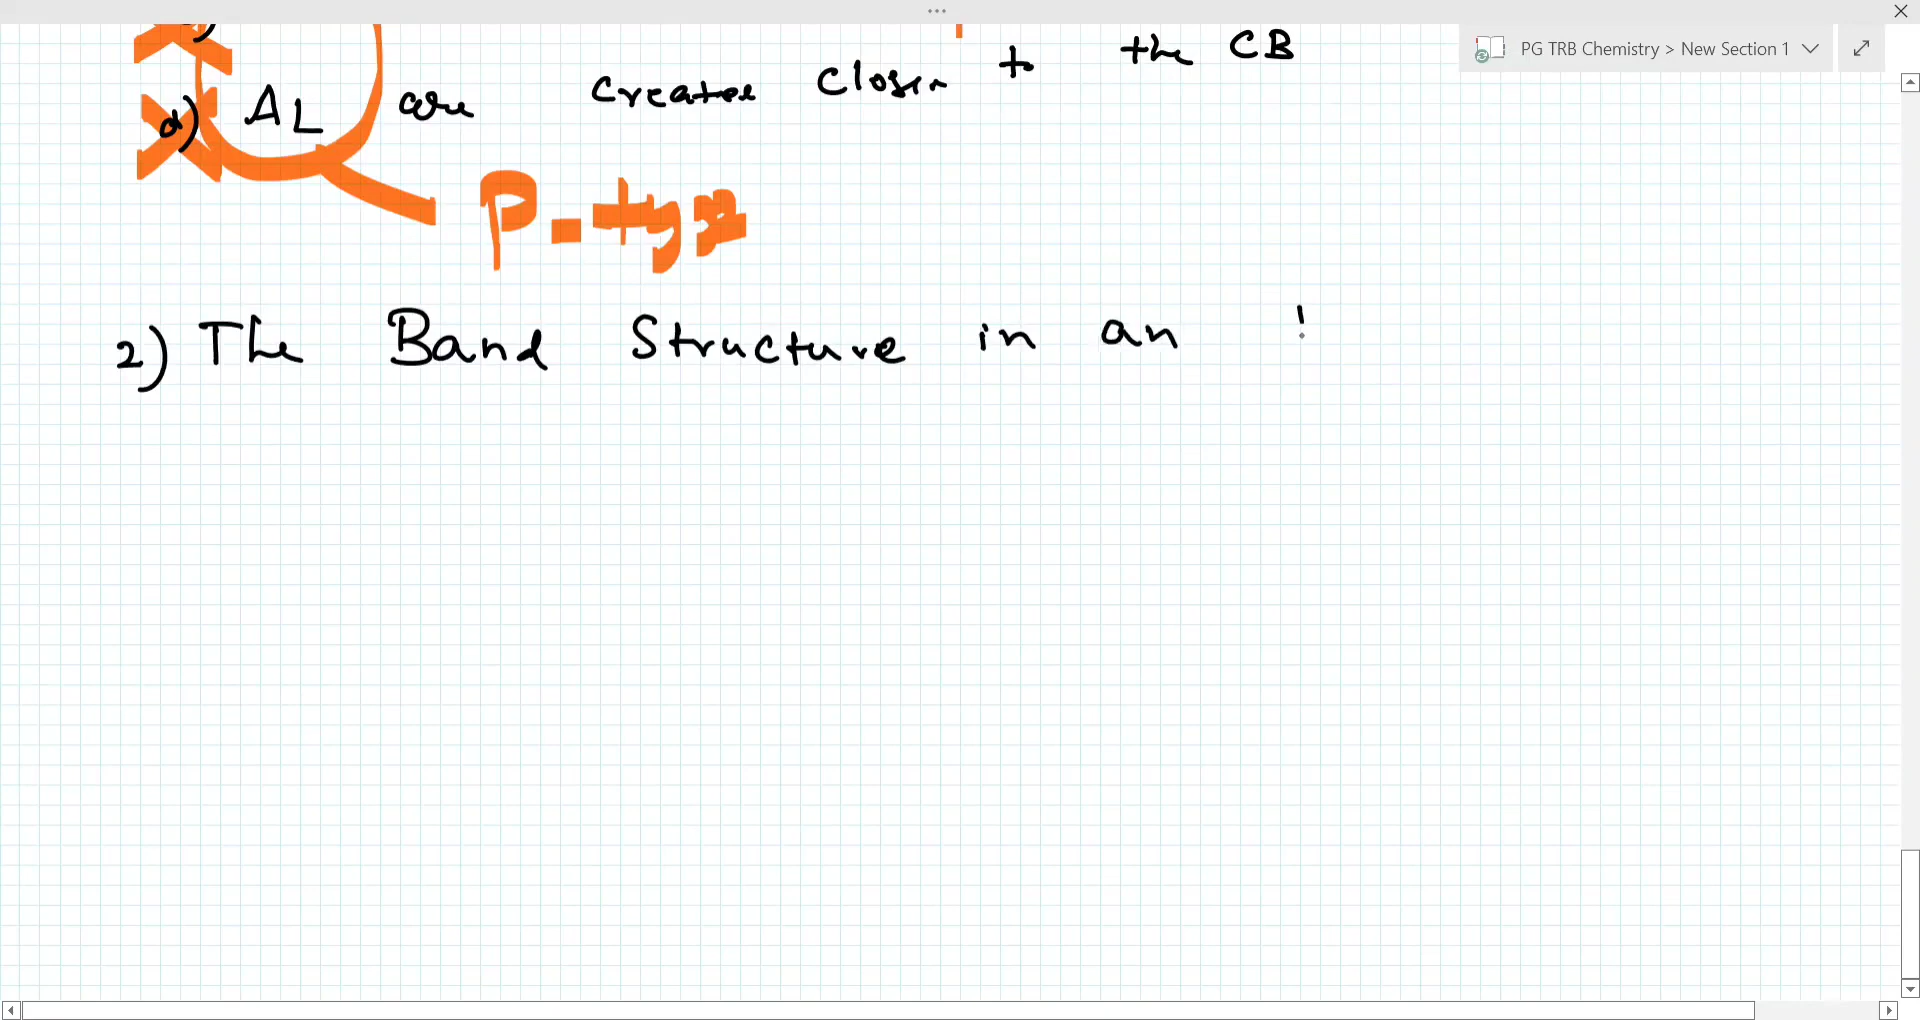 PG TRB Chemistry > New Section 1
d) AL are created closer to the CB
P-type
2) The Band Structure in an